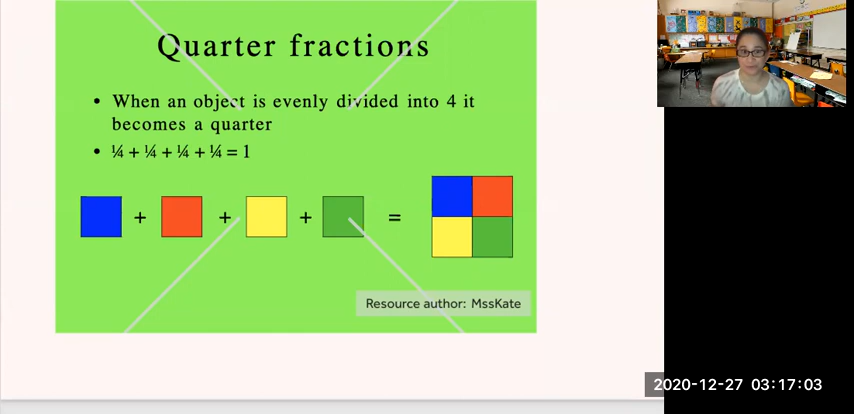 Quarter fractions
• When an object is evenly divided into 4 it
becomes a quarter
• ¼ + ¼ + ¼ + ¼ = 1
+ + + =
Resource author: MssKate
2020-12-27 03:17:03